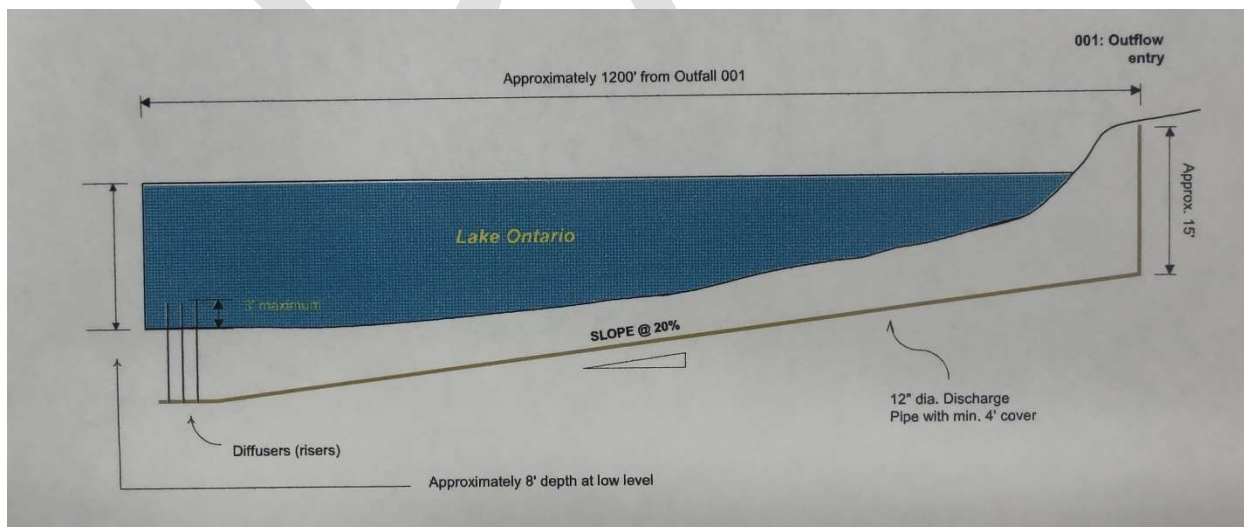 001: Outflow
entry
Approximately 1200' from Outfall 001
Approx. 15'
Lake Ontario
3' maximum
SLOPE @ 20%
12" dia. Discharge
Pipe with min. 4' cover
Diffusers (risers)
Approximately 8' depth at low level